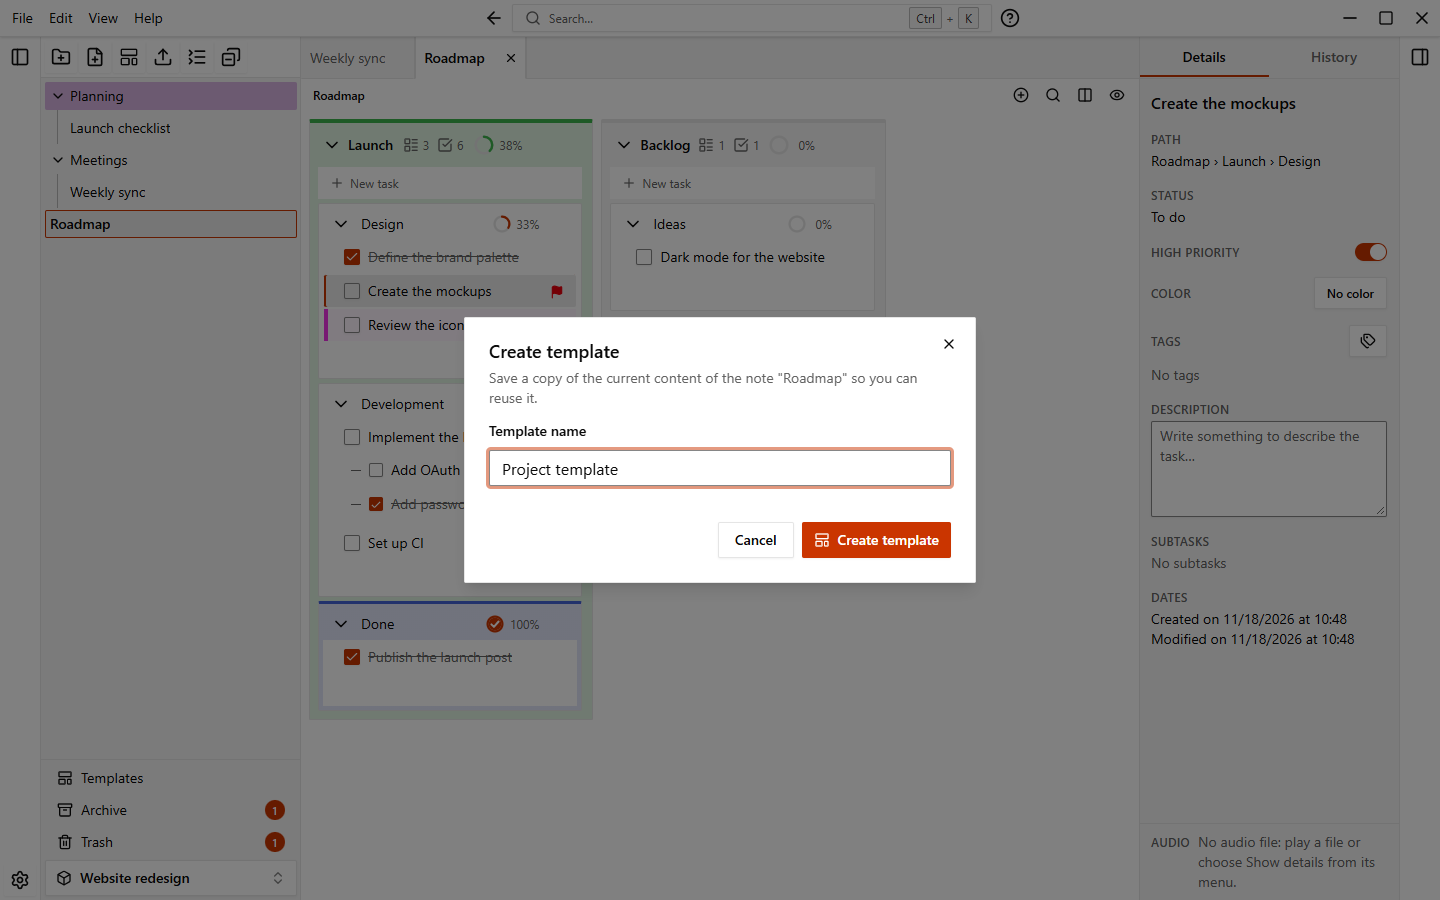 File Edit View Help
Search...
Ctrl + K
Weekly sync
Roadmap
Details
History
Planning
Launch checklist
Meetings
Weekly sync
Roadmap
Roadmap
Launch 3 6 38%
New task
Design 33%
Define the brand palette
Create the mockups
Review the icon
Development
Implement the
Add OAuth
Add passwo
Set up CI
Done 100%
Publish the launch post
Backlog 1 1 0%
New task
Ideas 0%
Dark mode for the website
Create template
Save a copy of the current content of the note "Roadmap" so you can
reuse it.
Template name
Project template
Cancel
Create template
Create the mockups
PATH
Roadmap › Launch › Design
STATUS
To do
HIGH PRIORITY
COLOR
No color
TAGS
No tags
DESCRIPTION
Write something to describe the
task...
SUBTASKS
No subtasks
DATES
Created on 11/18/2026 at 10:48
Modified on 11/18/2026 at 10:48
AUDIO
No audio file: play a file or
choose Show details from its
menu.
Templates
Archive 1
Trash 1
Website redesign